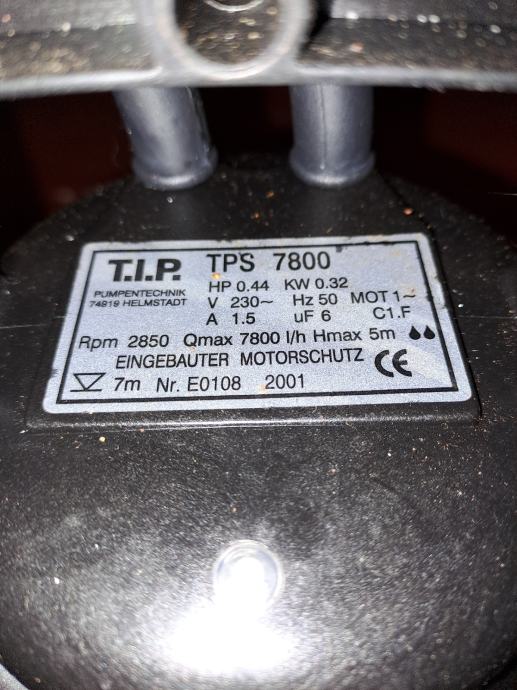 T.I.P. TPS 7800
PUMPENTECHNIK
74919 HELMSTADT
HP 0.44 KW 0.32
V 230~ Hz 50 MOT 1~
A 1.5 uF 6 C1.F
Rpm 2850 Qmax 7800 l/h Hmax 5m
EINGEBAUTER MOTORSCHUTZ CE
7m Nr. E0108 2001